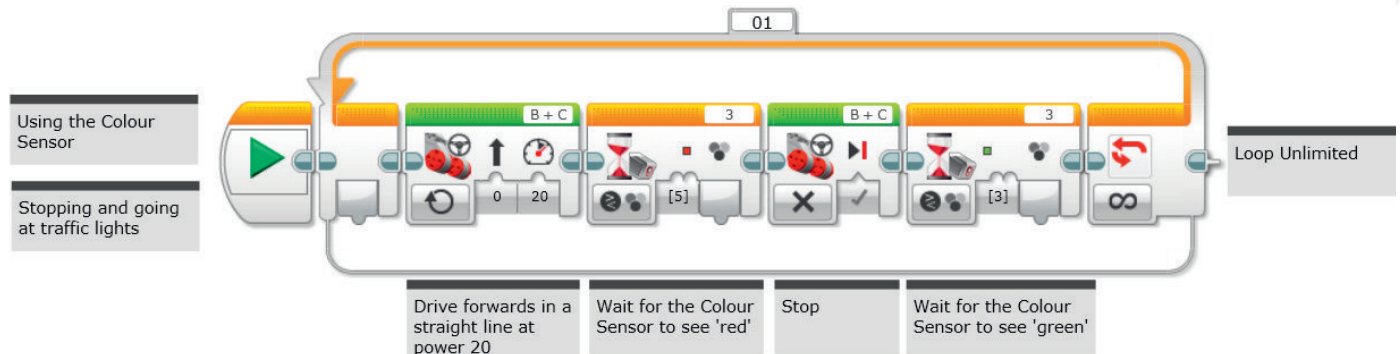 01
Using the Colour
Sensor
Stopping and going
at traffic lights
B + C
0
20
3
[5]
B + C
3
[3]
Loop Unlimited
Drive forwards in a
straight line at
power 20
Wait for the Colour
Sensor to see 'red'
Stop
Wait for the Colour
Sensor to see 'green'